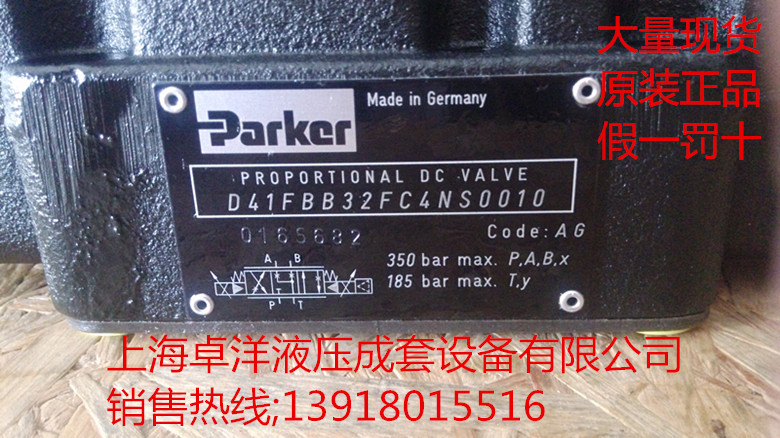 大量现货
原装正品
假一罚十
Parker
Made in Germany
PROPORTIONAL DC VALVE
D41FBB32FC4NS0010
0165682
Code: AG
A B
350 bar max. P,A,B,x
185 bar max. T,y
P T
上海卓洋液压成套设备有限公司
销售热线;13918015516